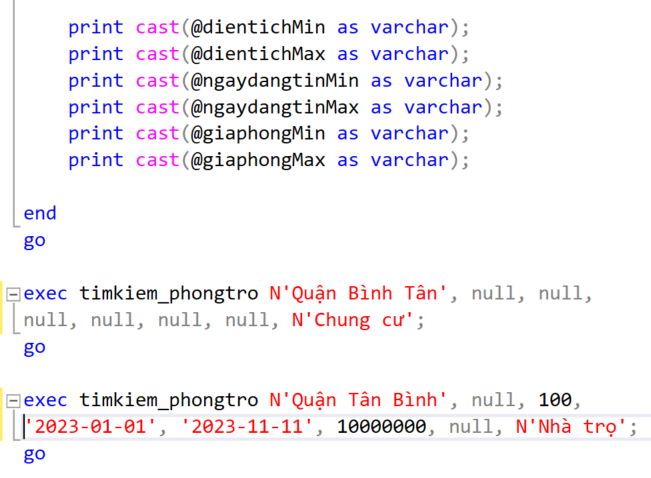 print cast(@dientichMin as varchar);
print cast(@dientichMax as varchar);
print cast(@ngaydangtinMin as varchar);
print cast(@ngaydangtinMax as varchar);
print cast(@giaphongMin as varchar);
print cast(@giaphongMax as varchar);
end
go
exec timkiem_phongtro N'Quận Bình Tân', null, null,
null, null, null, null, N'Chung cư';
go
exec timkiem_phongtro N'Quận Tân Bình', null, 100,
'2023-01-01', '2023-11-11', 10000000, null, N'Nhà trọ';
go